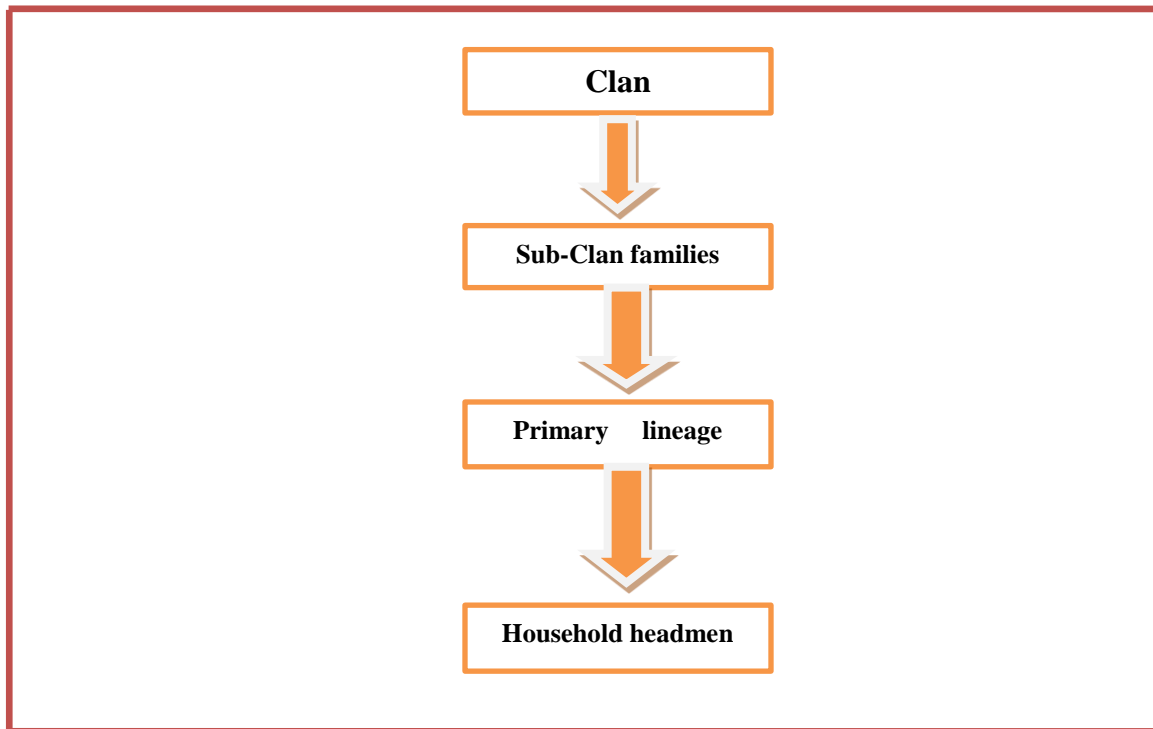 Clan
Sub-Clan families
Primary lineage
Household headmen